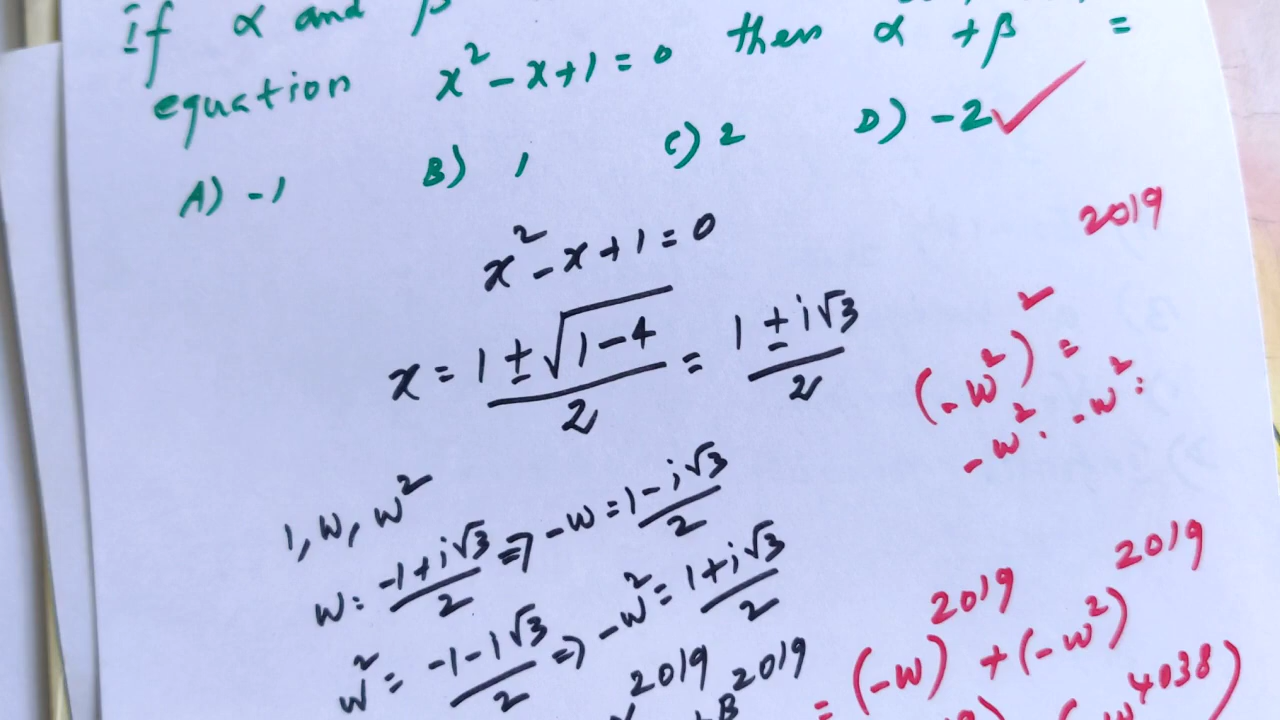 if α and β
equation x² - x + 1 = 0 then α + β =
A) -1 B) 1 C) 2 D) -2 ✓
x² - x + 1 = 0
2019
x = 1 ± √1-4 / 2 = 1 ± i√3 / 2
(-w²)² =
-w² · -w² :
1, w, w²
w = -1 + i√3 / 2 ⇒ -w = 1 - i√3 / 2
w² = -1 - i√3 / 2 ⇒ -w² = 1 + i√3 / 2
2019 + β 2019 = (-w)²⁰¹⁹ + (-w²)²⁰¹⁹
w⁴⁰³⁸)